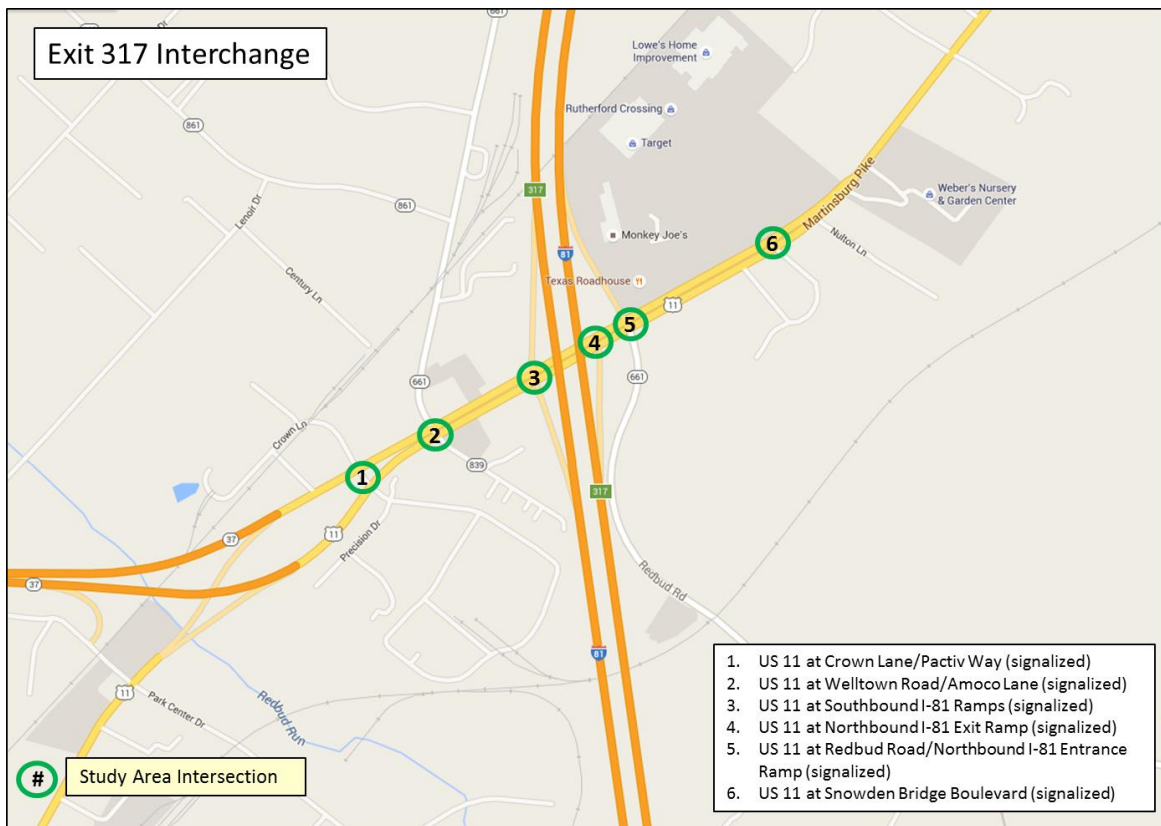 Exit 317 Interchange
Lowe's Home
Improvement
Rutherford Crossing
Target
861
861
861
Lenoir Dr
Century Ln
317
81
Monkey Joe's
Texas Roadhouse
Martinsburg Pike
Weber's Nursery
& Garden Center
Nulton Ln
6
11
5
4
3
661
661
2
1
Crown Ln
839
317
11
Precision Dr
37
37
Redbud Rd
81
11
Park Center Dr
Redbud Run
# Study Area Intersection
1. US 11 at Crown Lane/Pactiv Way (signalized)
2. US 11 at Welltown Road/Amoco Lane (signalized)
3. US 11 at Southbound I-81 Ramps (signalized)
4. US 11 at Northbound I-81 Exit Ramp (signalized)
5. US 11 at Redbud Road/Northbound I-81 Entrance
Ramp (signalized)
6. US 11 at Snowden Bridge Boulevard (signalized)